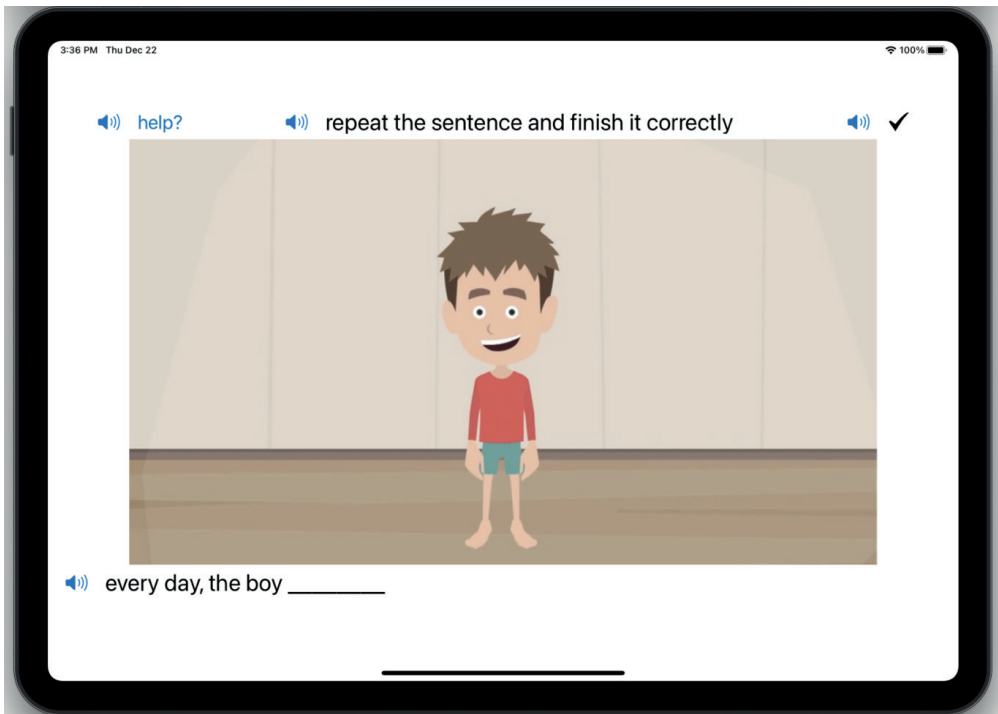 3:36 PM Thu Dec 22 100%
help? repeat the sentence and finish it correctly
every day, the boy ________